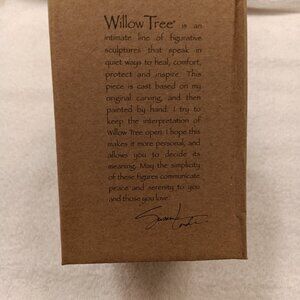 Willow Tree® is an
intimate line of figurative
sculptures that speak in
quiet ways to heal, comfort,
protect and inspire. This
piece is cast based on my
original carving, and then
painted by hand. I try to
keep the interpretation of
Willow Tree open. I hope this
makes it more personal, and
allows you to decide its
meaning. May the simplicity
of these figures communicate
peace and serenity to you
and those you love.